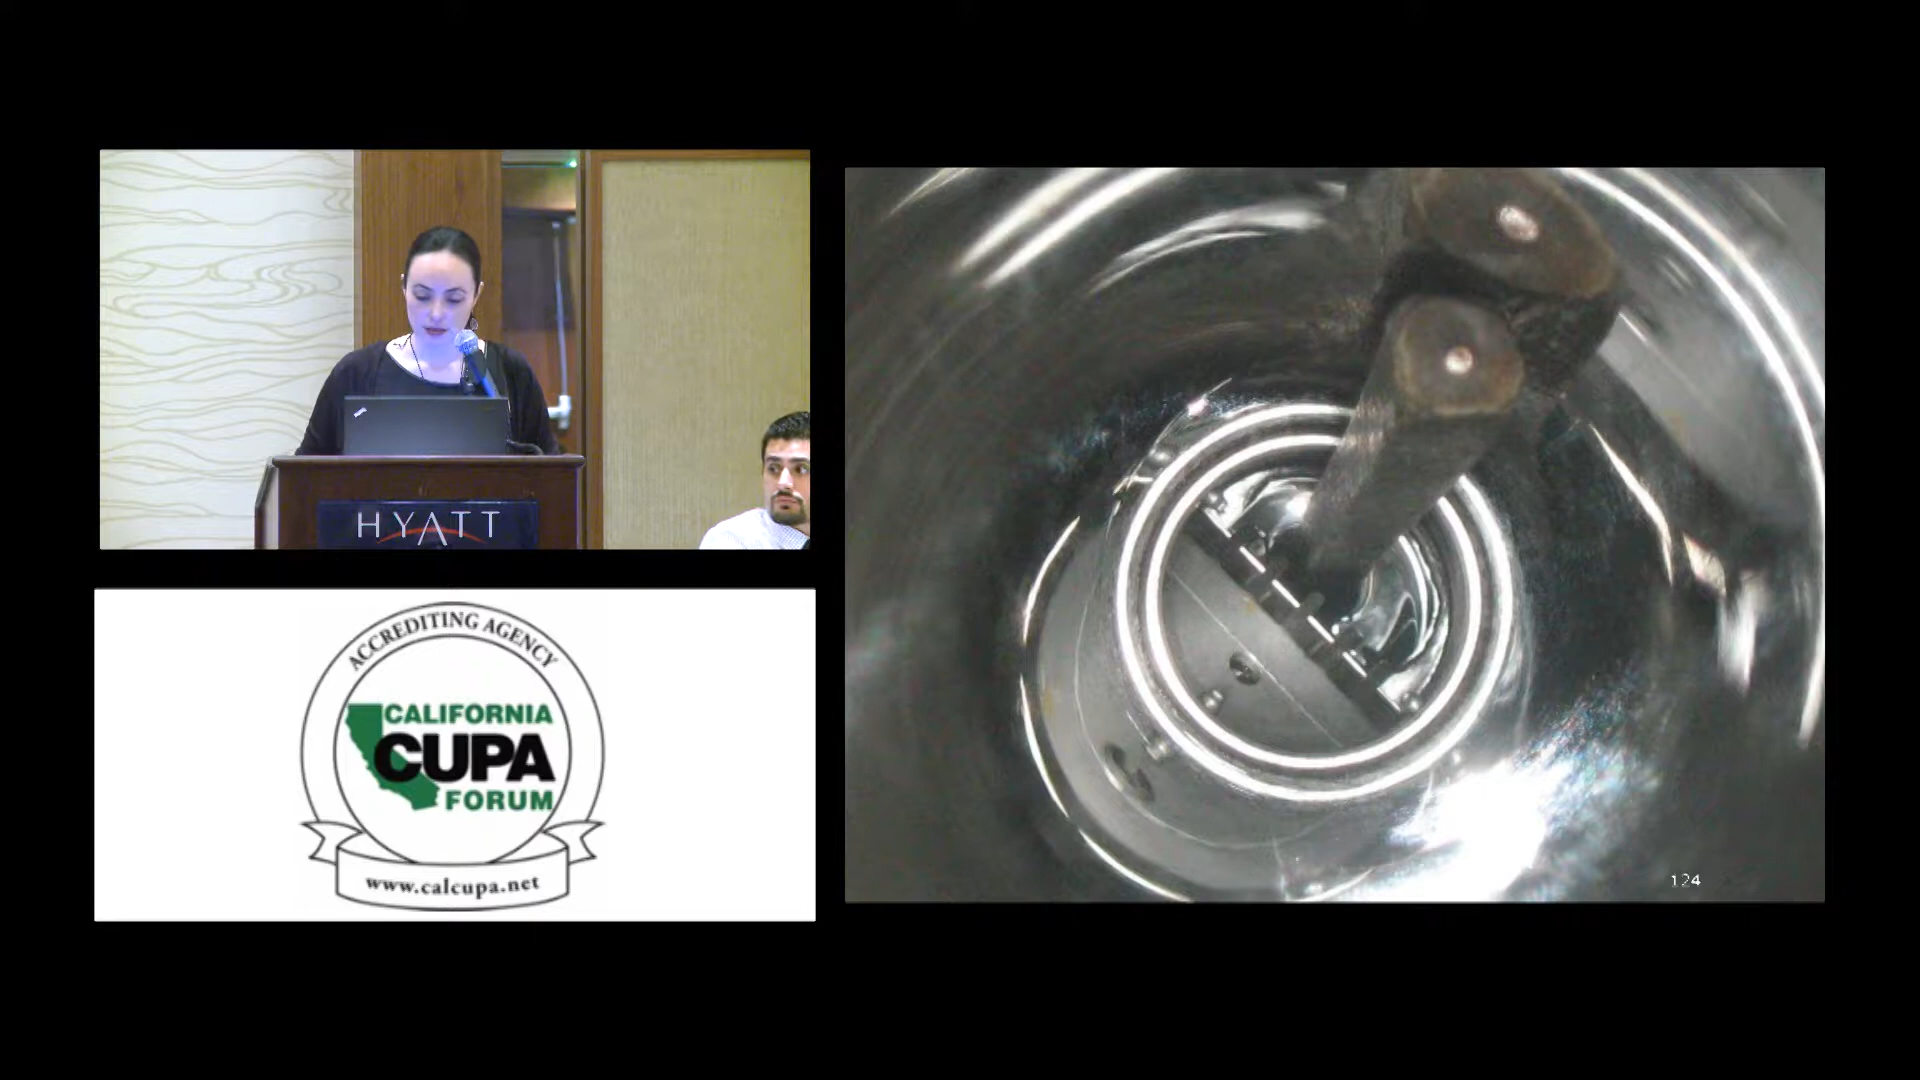 HYATT
ACCREDITING AGENCY
CALIFORNIA
CUPA
FORUM
www.calcupa.net
124